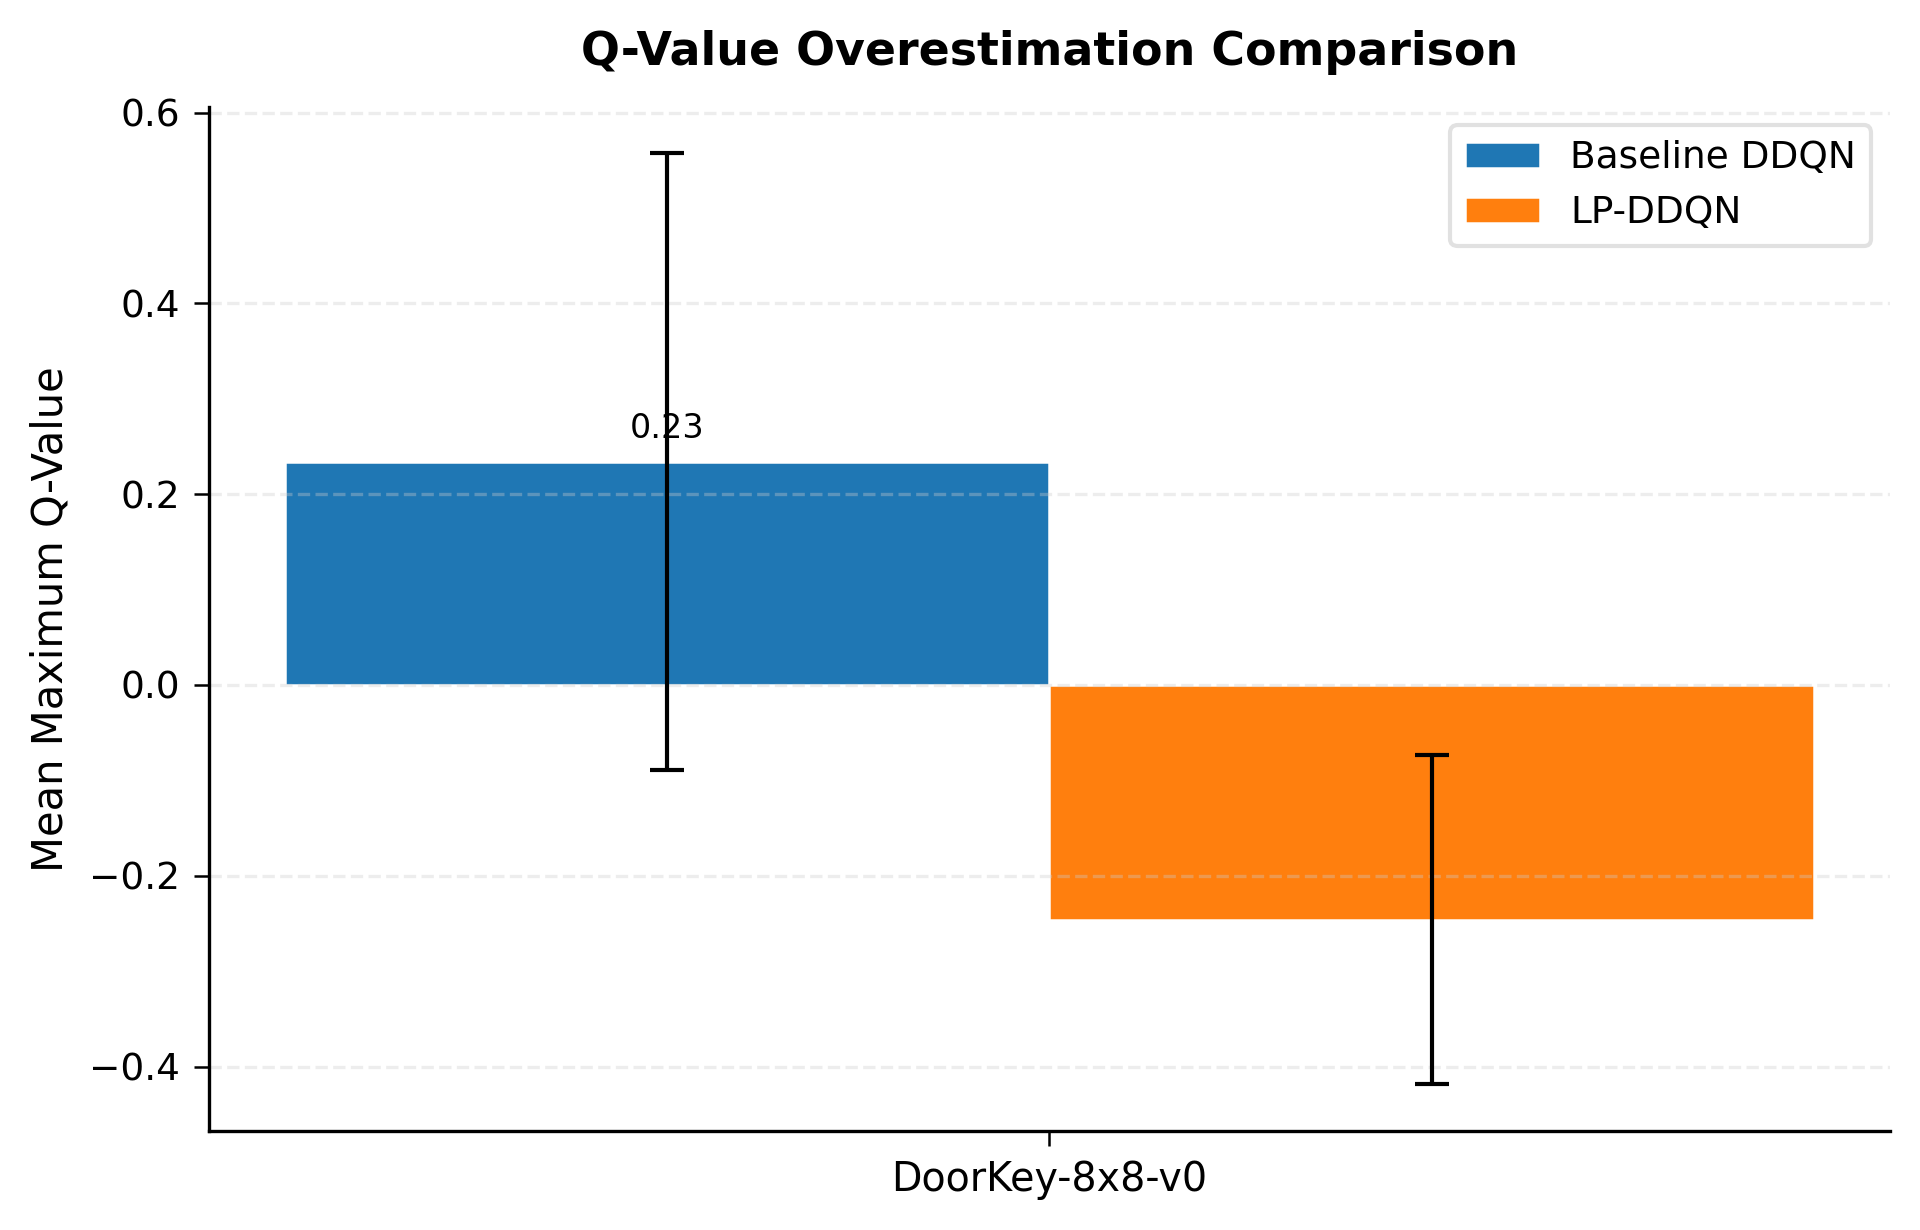 Q-Value Overestimation Comparison
Baseline DDQN
LP-DDQN
Mean Maximum Q-Value
0.6
0.4
0.2
0.0
−0.2
−0.4
0.23
DoorKey-8x8-v0